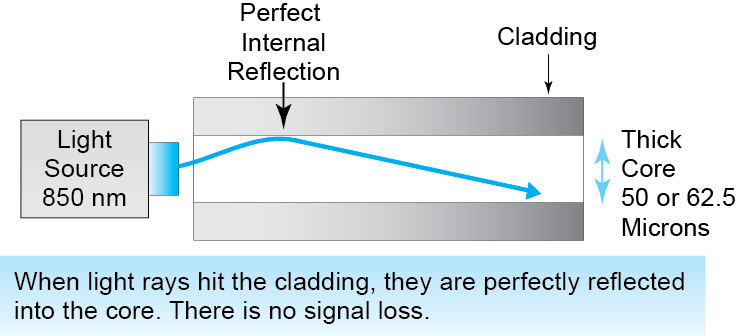 Perfect
Internal
Reflection
Cladding
Light
Source
850 nm
Thick
Core
50 or 62.5
Microns
When light rays hit the cladding, they are perfectly reflected
into the core. There is no signal loss.